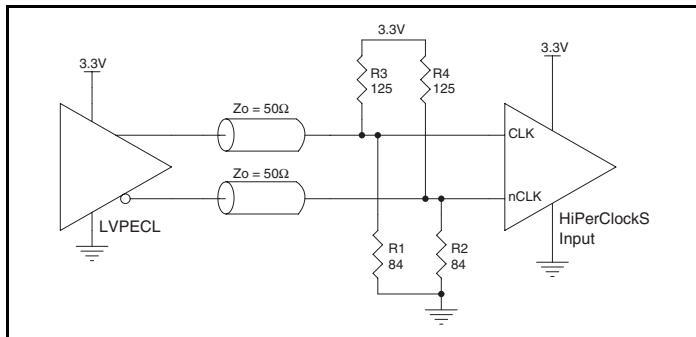 3.3V
3.3V
3.3V
R3
125
R4
125
Zo = 50Ω
CLK
Zo = 50Ω
nCLK
LVPECL
HiPerClockS
Input
R1
84
R2
84